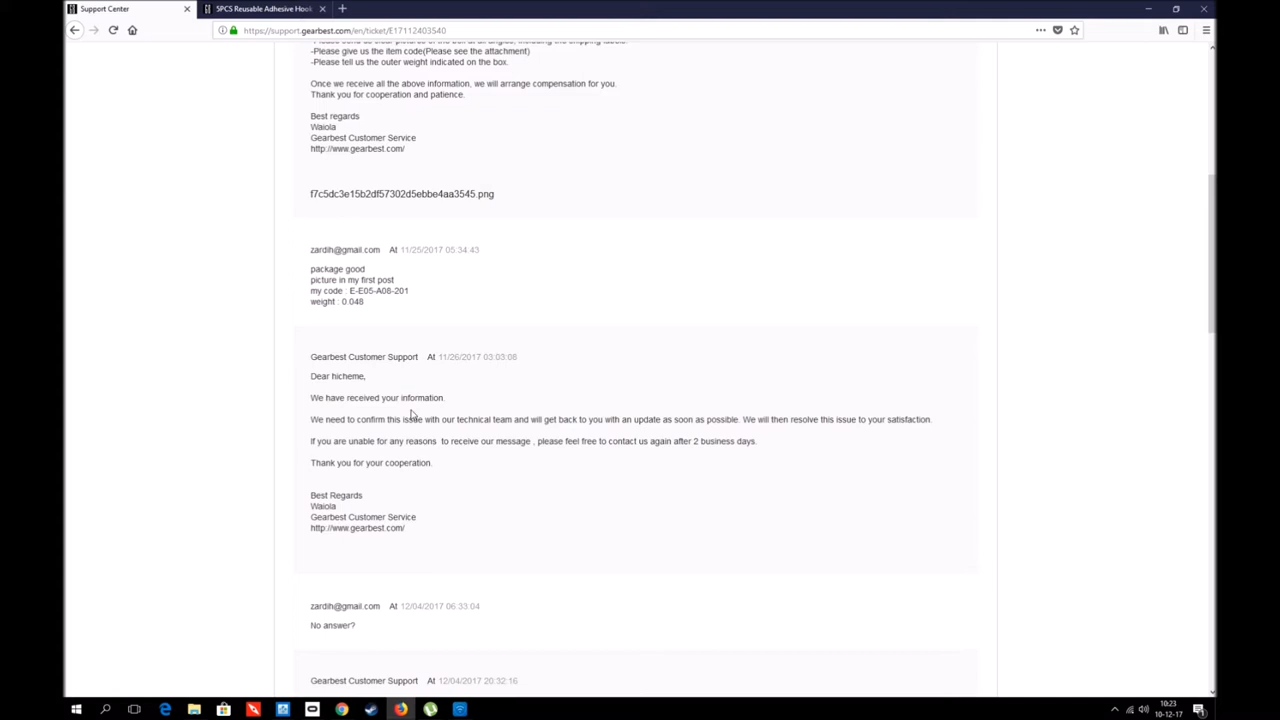 Support Center
5PCS Reusable Adhesive Hook
https://support.gearbest.com/en/ticket/E17112403540
-Please give us the item code(Please see the attachment)
-Please tell us the outer weight indicated on the box.
Once we receive all the above information, we will arrange compensation for you.
Thank you for cooperation and patience.
Best regards
Waiola
Gearbest Customer Service
http://www.gearbest.com/
f7c5dc3e15b2df57302d5ebbe4aa3545.png
zardih@gmail.com At 11/25/2017 05:34:43
package good
picture in my first post
my code : E-E05-A08-201
weight : 0.048
Gearbest Customer Support At 11/26/2017 03:03:08
Dear hicheme,
We have received your information.
We need to confirm this issue with our technical team and will get back to you with an update as soon as possible. We will then resolve this issue to your satisfaction.
If you are unable for any reasons to receive our message , please feel free to contact us again after 2 business days.
Thank you for your cooperation.
Best Regards
Waiola
Gearbest Customer Service
http://www.gearbest.com/
zardih@gmail.com At 12/04/2017 06:33:04
No answer?
Gearbest Customer Support At 12/04/2017 20:32:16
10:23
10-12-17